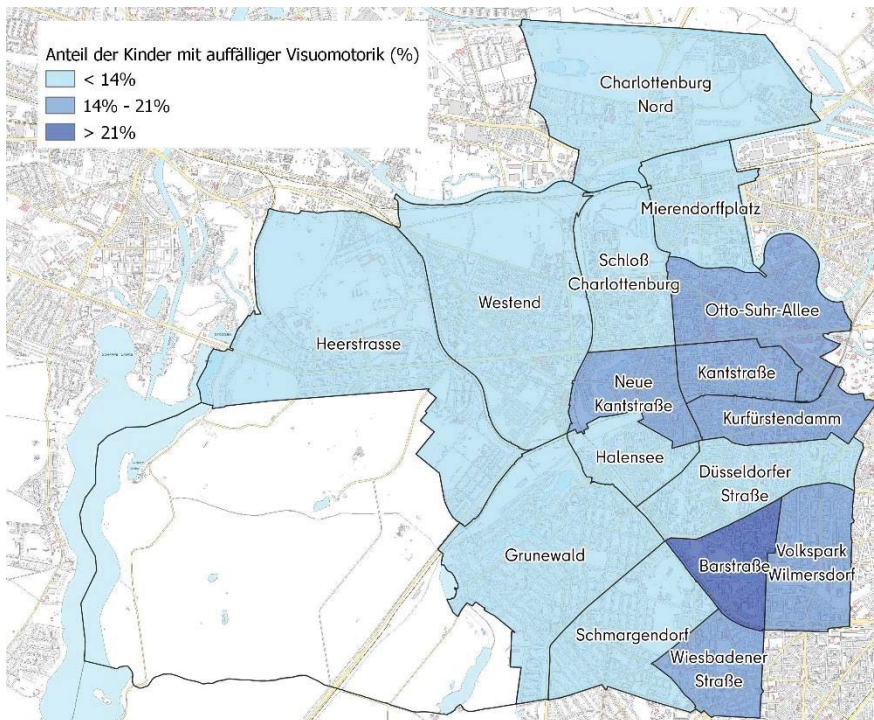 Anteil der Kinder mit auffälliger Visuomotorik (%)
< 14%
14% - 21%
> 21%
Charlottenburg
Nord
Mierendorffplatz
Schloß
Charlottenburg
Westend
Otto-Suhr-Allee
Heerstrasse
Kantstraße
Neue
Kantstraße
Kurfürstendamm
Halensee
Düsseldorfer
Straße
Grunewald
Barstraße
Volkspark
Wilmersdorf
Schmargendorf
Wiesbadener
Straße